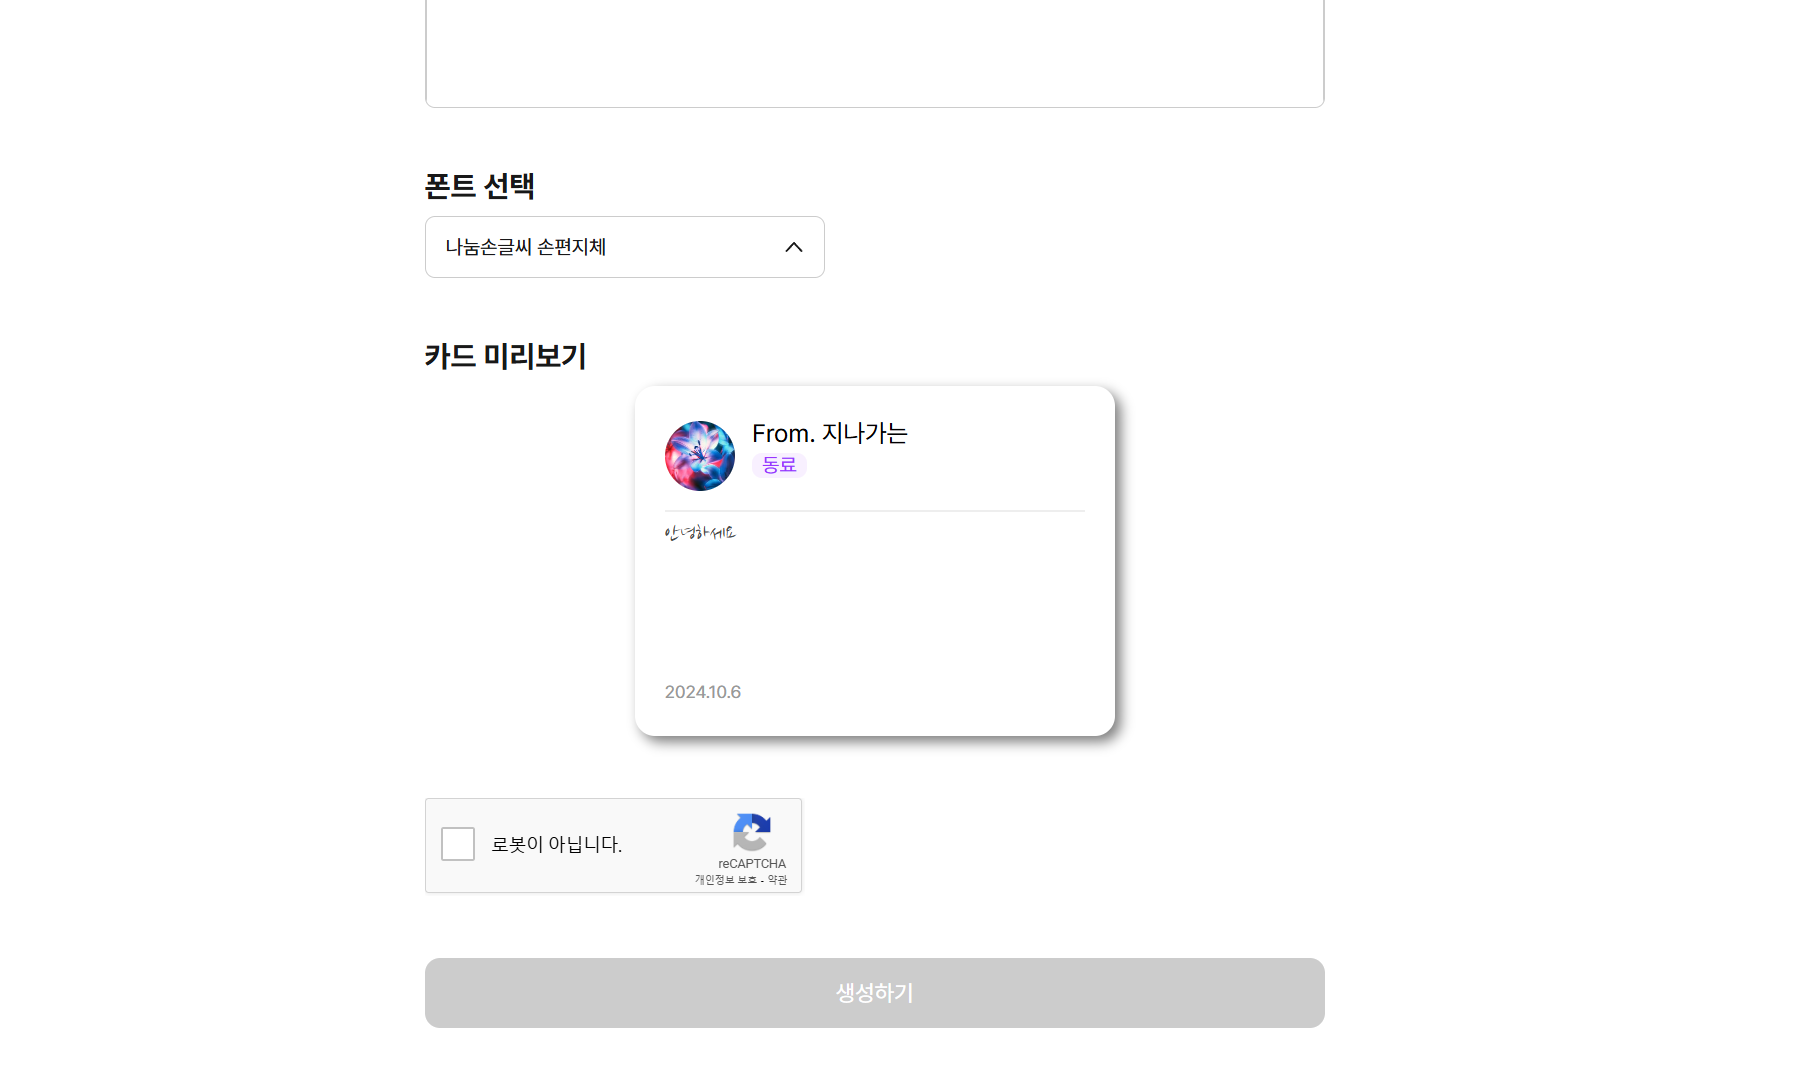 폰트 선택
나눔손글씨 손편지체
카드 미리보기
From. 지나가는
동료
안녕하세요
2024.10.6
로봇이 아닙니다.
reCAPTCHA
개인정보 보호 - 약관
생성하기